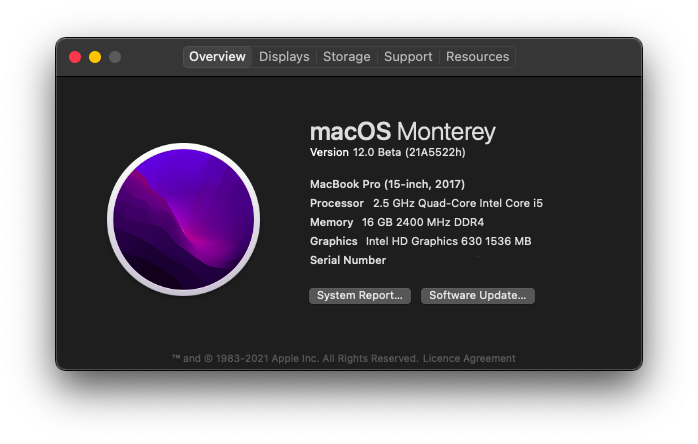 Overview Displays Storage Support Resources
macOS Monterey
Version 12.0 Beta (21A5522h)
MacBook Pro (15-inch, 2017)
Processor 2.5 GHz Quad-Core Intel Core i5
Memory 16 GB 2400 MHz DDR4
Graphics Intel HD Graphics 630 1536 MB
Serial Number
System Report... Software Update...
™ and © 1983-2021 Apple Inc. All Rights Reserved. Licence Agreement